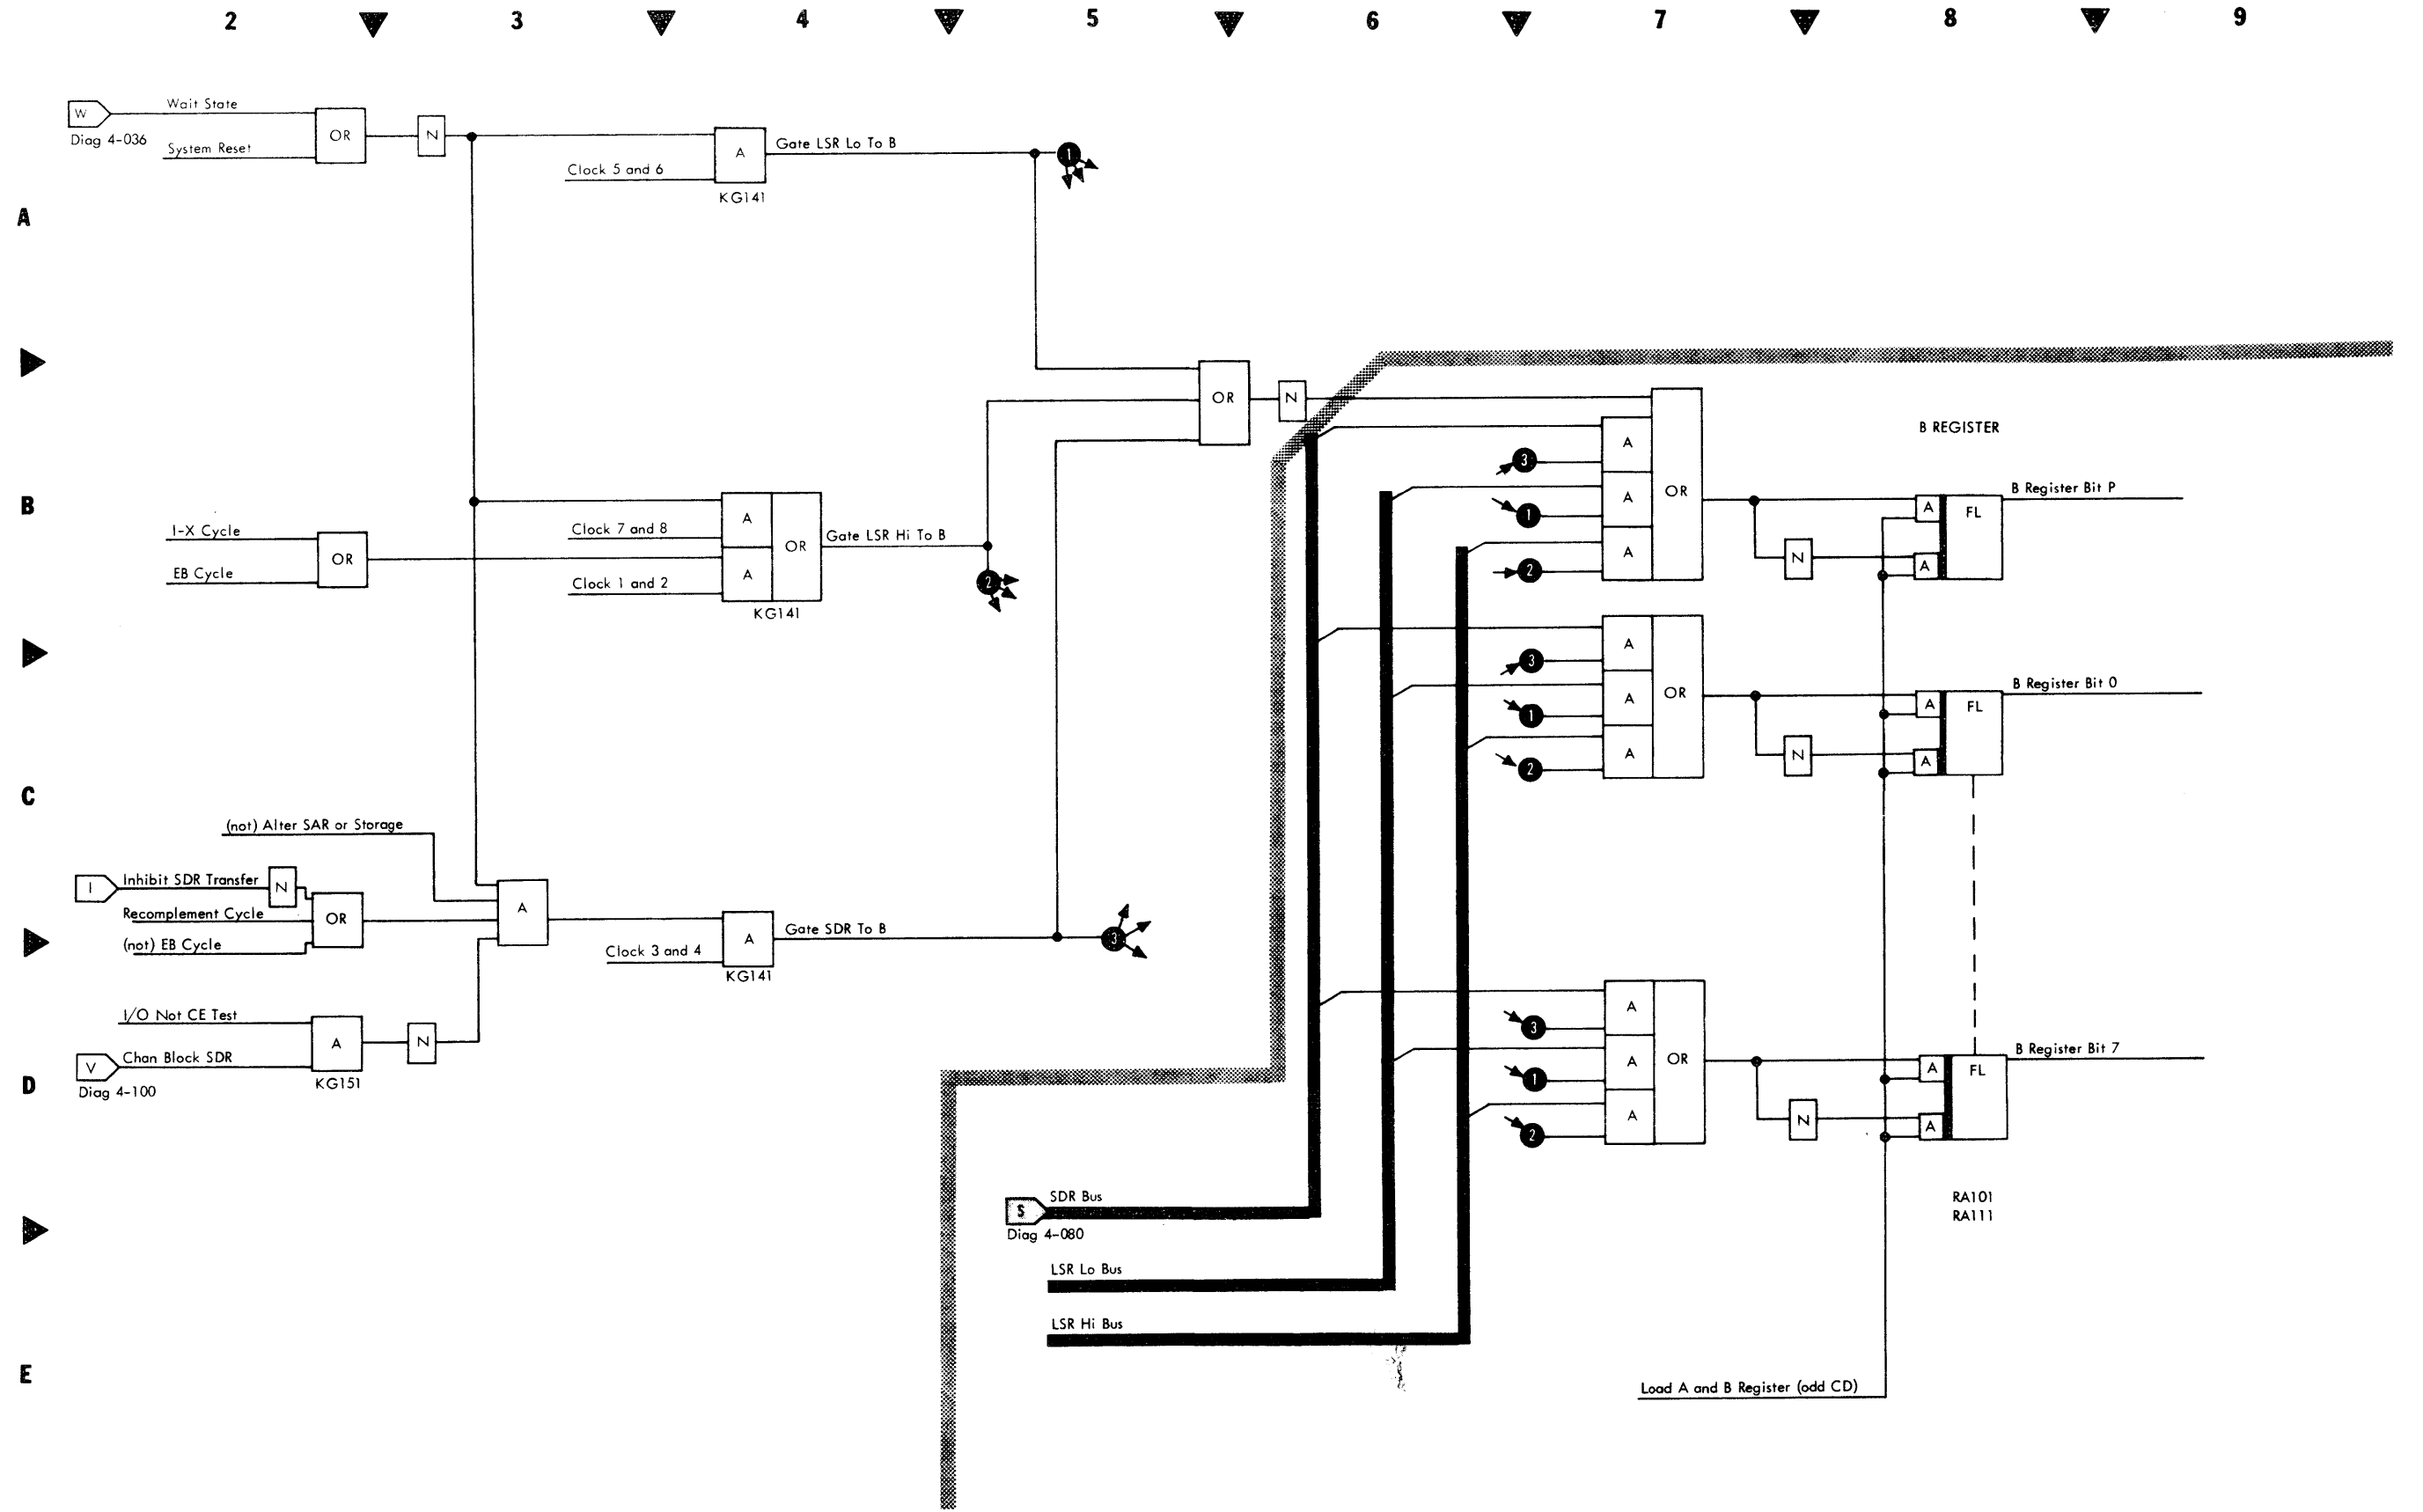 2 3 4 5 6 7 8 9
W
Wait State
Diag 4-036
System Reset
OR
N
A
Gate LSR Lo To B
1
Clock 5 and 6
KG141
A
OR
N
B REGISTER
B
I-X Cycle
EB Cycle
OR
Clock 7 and 8
Clock 1 and 2
A
A
OR
KG141
Gate LSR Hi To B
2
3
1
2
A
A
A
OR
N
A
A
FL
B Register Bit P
3
1
2
A
A
A
OR
N
A
A
FL
B Register Bit 0
C
(not) Alter SAR or Storage
I
Inhibit SDR Transfer
N
Recomplement Cycle
(not) EB Cycle
OR
A
Clock 3 and 4
A
KG141
Gate SDR To B
3
I/O Not CE Test
V
Chan Block SDR
Diag 4-100
A
KG151
N
D
3
1
2
A
A
A
OR
N
A
A
FL
B Register Bit 7
RA101
RA111
S
SDR Bus
Diag 4-080
LSR Lo Bus
LSR Hi Bus
E
Load A and B Register (odd CD)